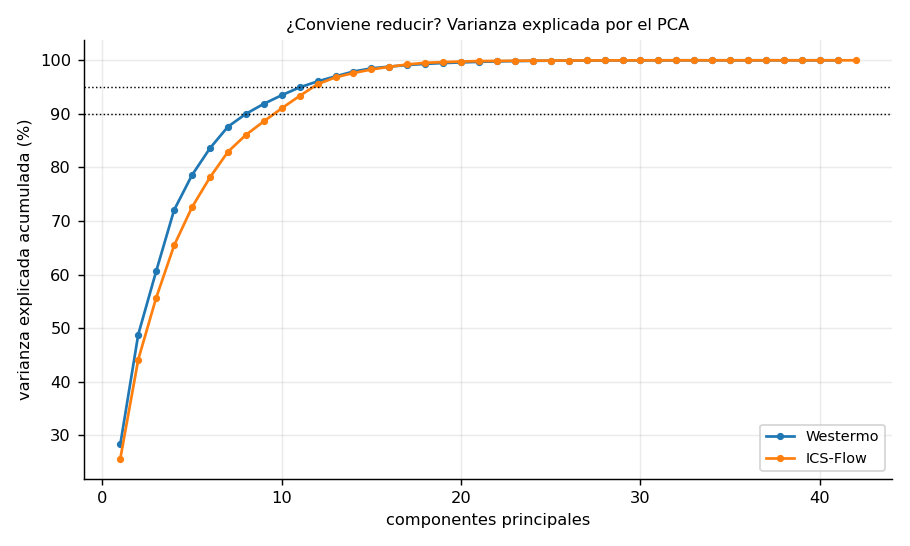 ¿Conviene reducir? Varianza explicada por el PCA
varianza explicada acumulada (%)
100
90
80
70
60
50
40
30
0
10
20
30
40
componentes principales
Westermo
ICS-Flow